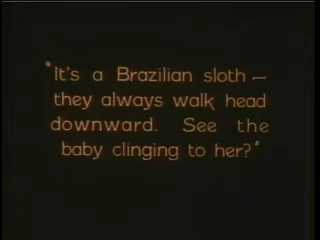 "It's a Brazilian sloth —
they always walk head
downward. See the
baby clinging to her?"